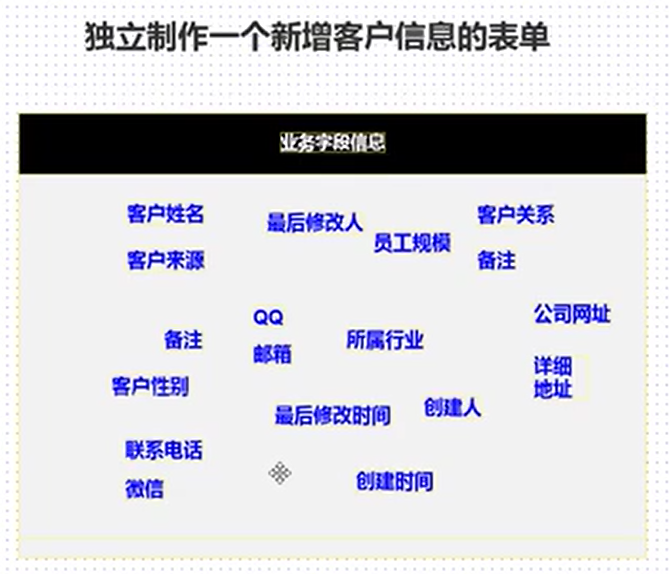 独立制作一个新增客户信息的表单
业务字段信息
客户姓名
最后修改人
客户关系
员工规模
客户来源
备注
QQ
公司网址
备注
所属行业
邮箱
详细
地址
客户性别
最后修改时间
创建人
联系电话
创建时间
微信